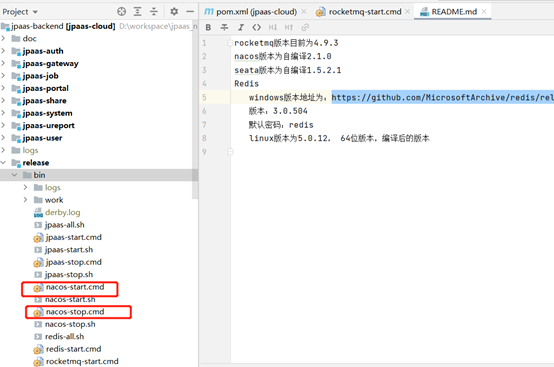 Project
jpaas-backend [jpaas-cloud] D:\workspace\jpaas_n
doc
jpaas-auth
jpaas-gateway
jpaas-job
jpaas-portal
jpaas-share
jpaas-system
jpaas-ureport
jpaas-user
logs
release
bin
logs
work
derby.log
jpaas-all.sh
jpaas-start.cmd
jpaas-start.sh
jpaas-stop.cmd
jpaas-stop.sh
nacos-start.cmd
nacos-start.sh
nacos-stop.cmd
nacos-stop.sh
redis-all.sh
redis-start.cmd
rocketmq-start.cmd
pom.xml (jpaas-cloud)
rocketmq-start.cmd
README.md
B I <> H↓ H↑
1 rocketmq版本目前为4.9.3
2 nacos版本为自编译2.1.0
3 seata版本为自编译1.5.2.1
4 Redis
5 windows版本地址为：https://github.com/MicrosoftArchive/redis/rel
6 版本：3.0.504
7 默认密码：redis
8 linux版本为5.0.12， 64位版本，编译后的版本
9